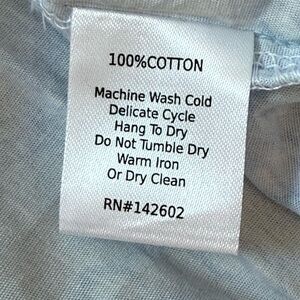 100%COTTON
Machine Wash Cold
Delicate Cycle
Hang To Dry
Do Not Tumble Dry
Warm Iron
Or Dry Clean
RN#142602